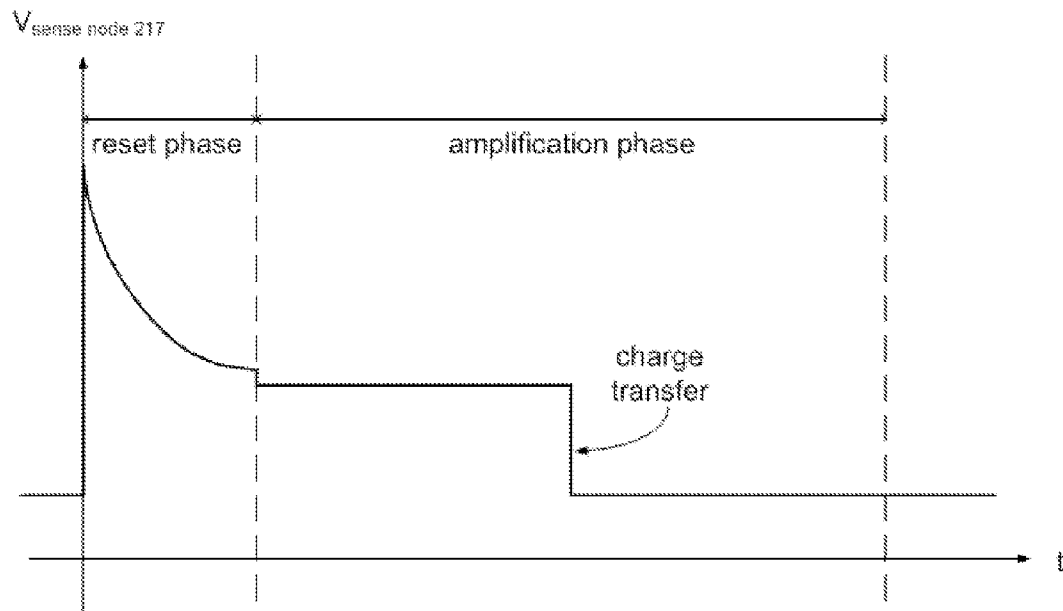 Vsense node 217
reset phase
amplification phase
charge
transfer
t